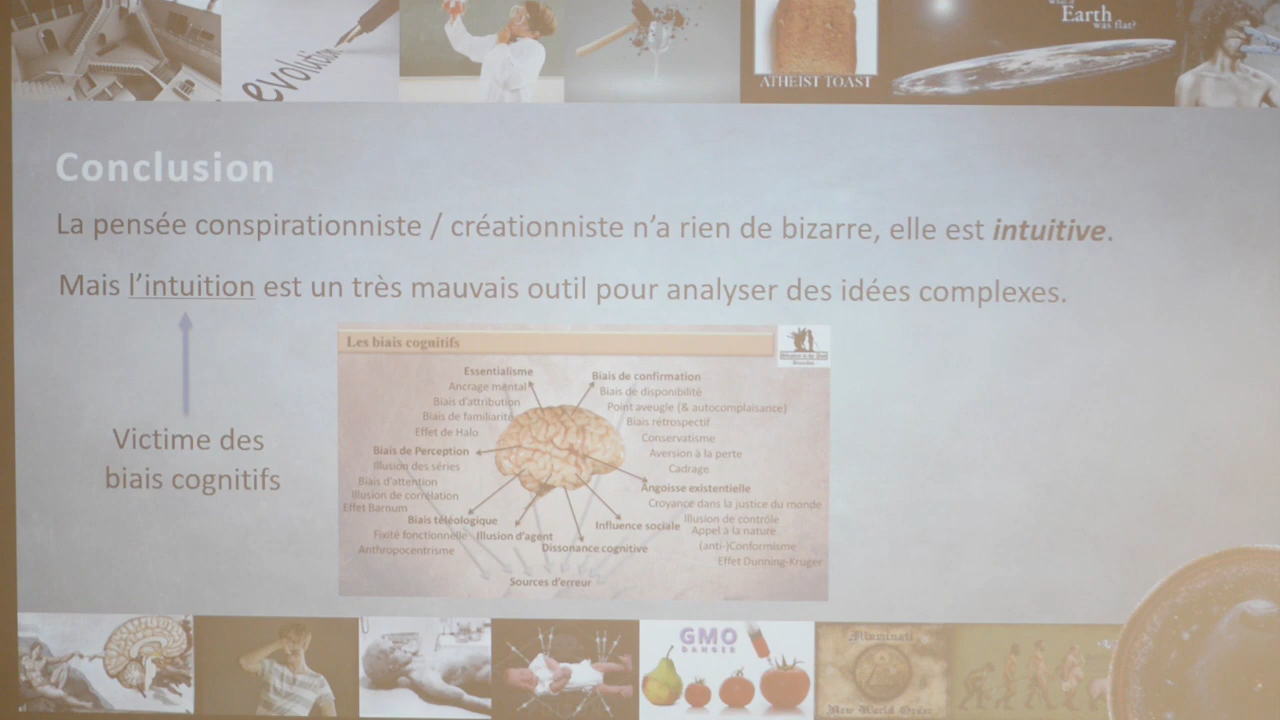 evolution
ATHEIST TOAST
Earth
was flat?
Conclusion
La pensée conspirationniste / créationniste n'a rien de bizarre, elle est intuitive.
Mais l'intuition est un très mauvais outil pour analyser des idées complexes.
Victime des
biais cognitifs
Les biais cognitifs
Essentialisme
Ancrage mental
Biais d'attribution
Biais de familiarité
Effet de Halo
Biais de Perception
Illusion des séries
Biais d'attention
Illusion de corrélation
Effet Barnum
Biais téléologique
Fixité fonctionnelle
Anthropocentrisme
Illusion d'agent
Dissonance cognitive
Influence sociale
Biais de confirmation
Biais de disponibilité
Point aveugle (& autocomplaisance)
Biais rétrospectif
Conservatisme
Aversion à la perte
Cadrage
Angoisse existentielle
Croyance dans la justice du monde
Illusion de contrôle
Appel à la nature
(anti-)Conformisme
Effet Dunning-Kruger
Sources d'erreur
GMO
DANGER
Illuminati
New World Order